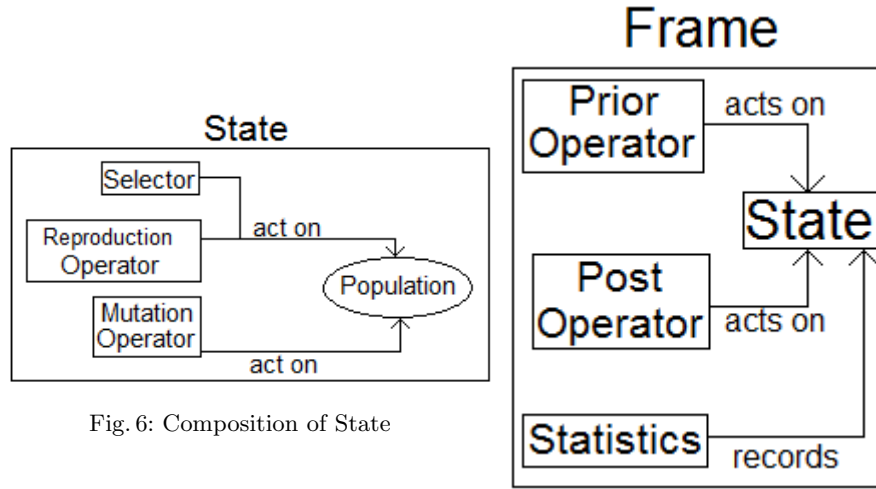 State
Selector
Reproduction
Operator
act on
Population
Mutation
Operator
act on
Fig. 6: Composition of State
Frame
Prior
Operator
acts on
State
Post
Operator
acts on
Statistics
records